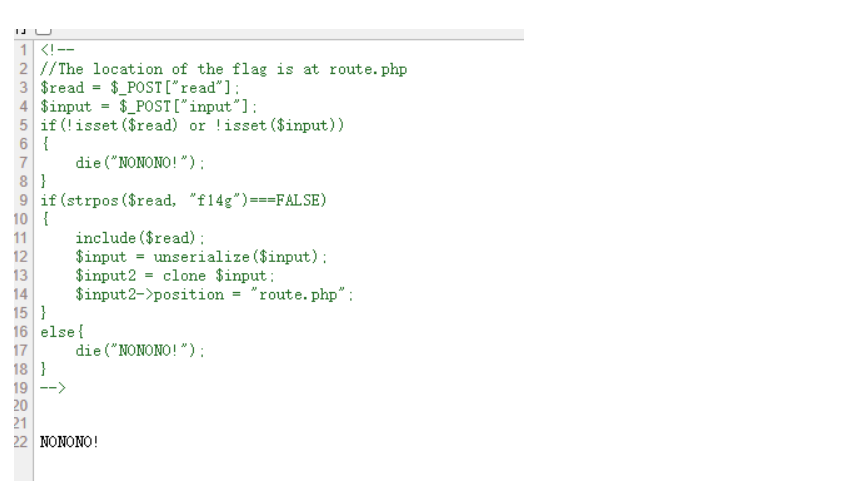 1 <!--
2 //The location of the flag is at route.php
3 $read = $_POST["read"];
4 $input = $_POST["input"];
5 if(!isset($read) or !isset($input))
6 {
7 die("NONONO!");
8 }
9 if(strpos($read, "f14g")===FALSE)
10 {
11 include($read);
12 $input = unserialize($input);
13 $input2 = clone $input;
14 $input2->position = "route.php";
15 }
16 else{
17 die("NONONO!");
18 }
19 -->
20
21
22 NONONO!